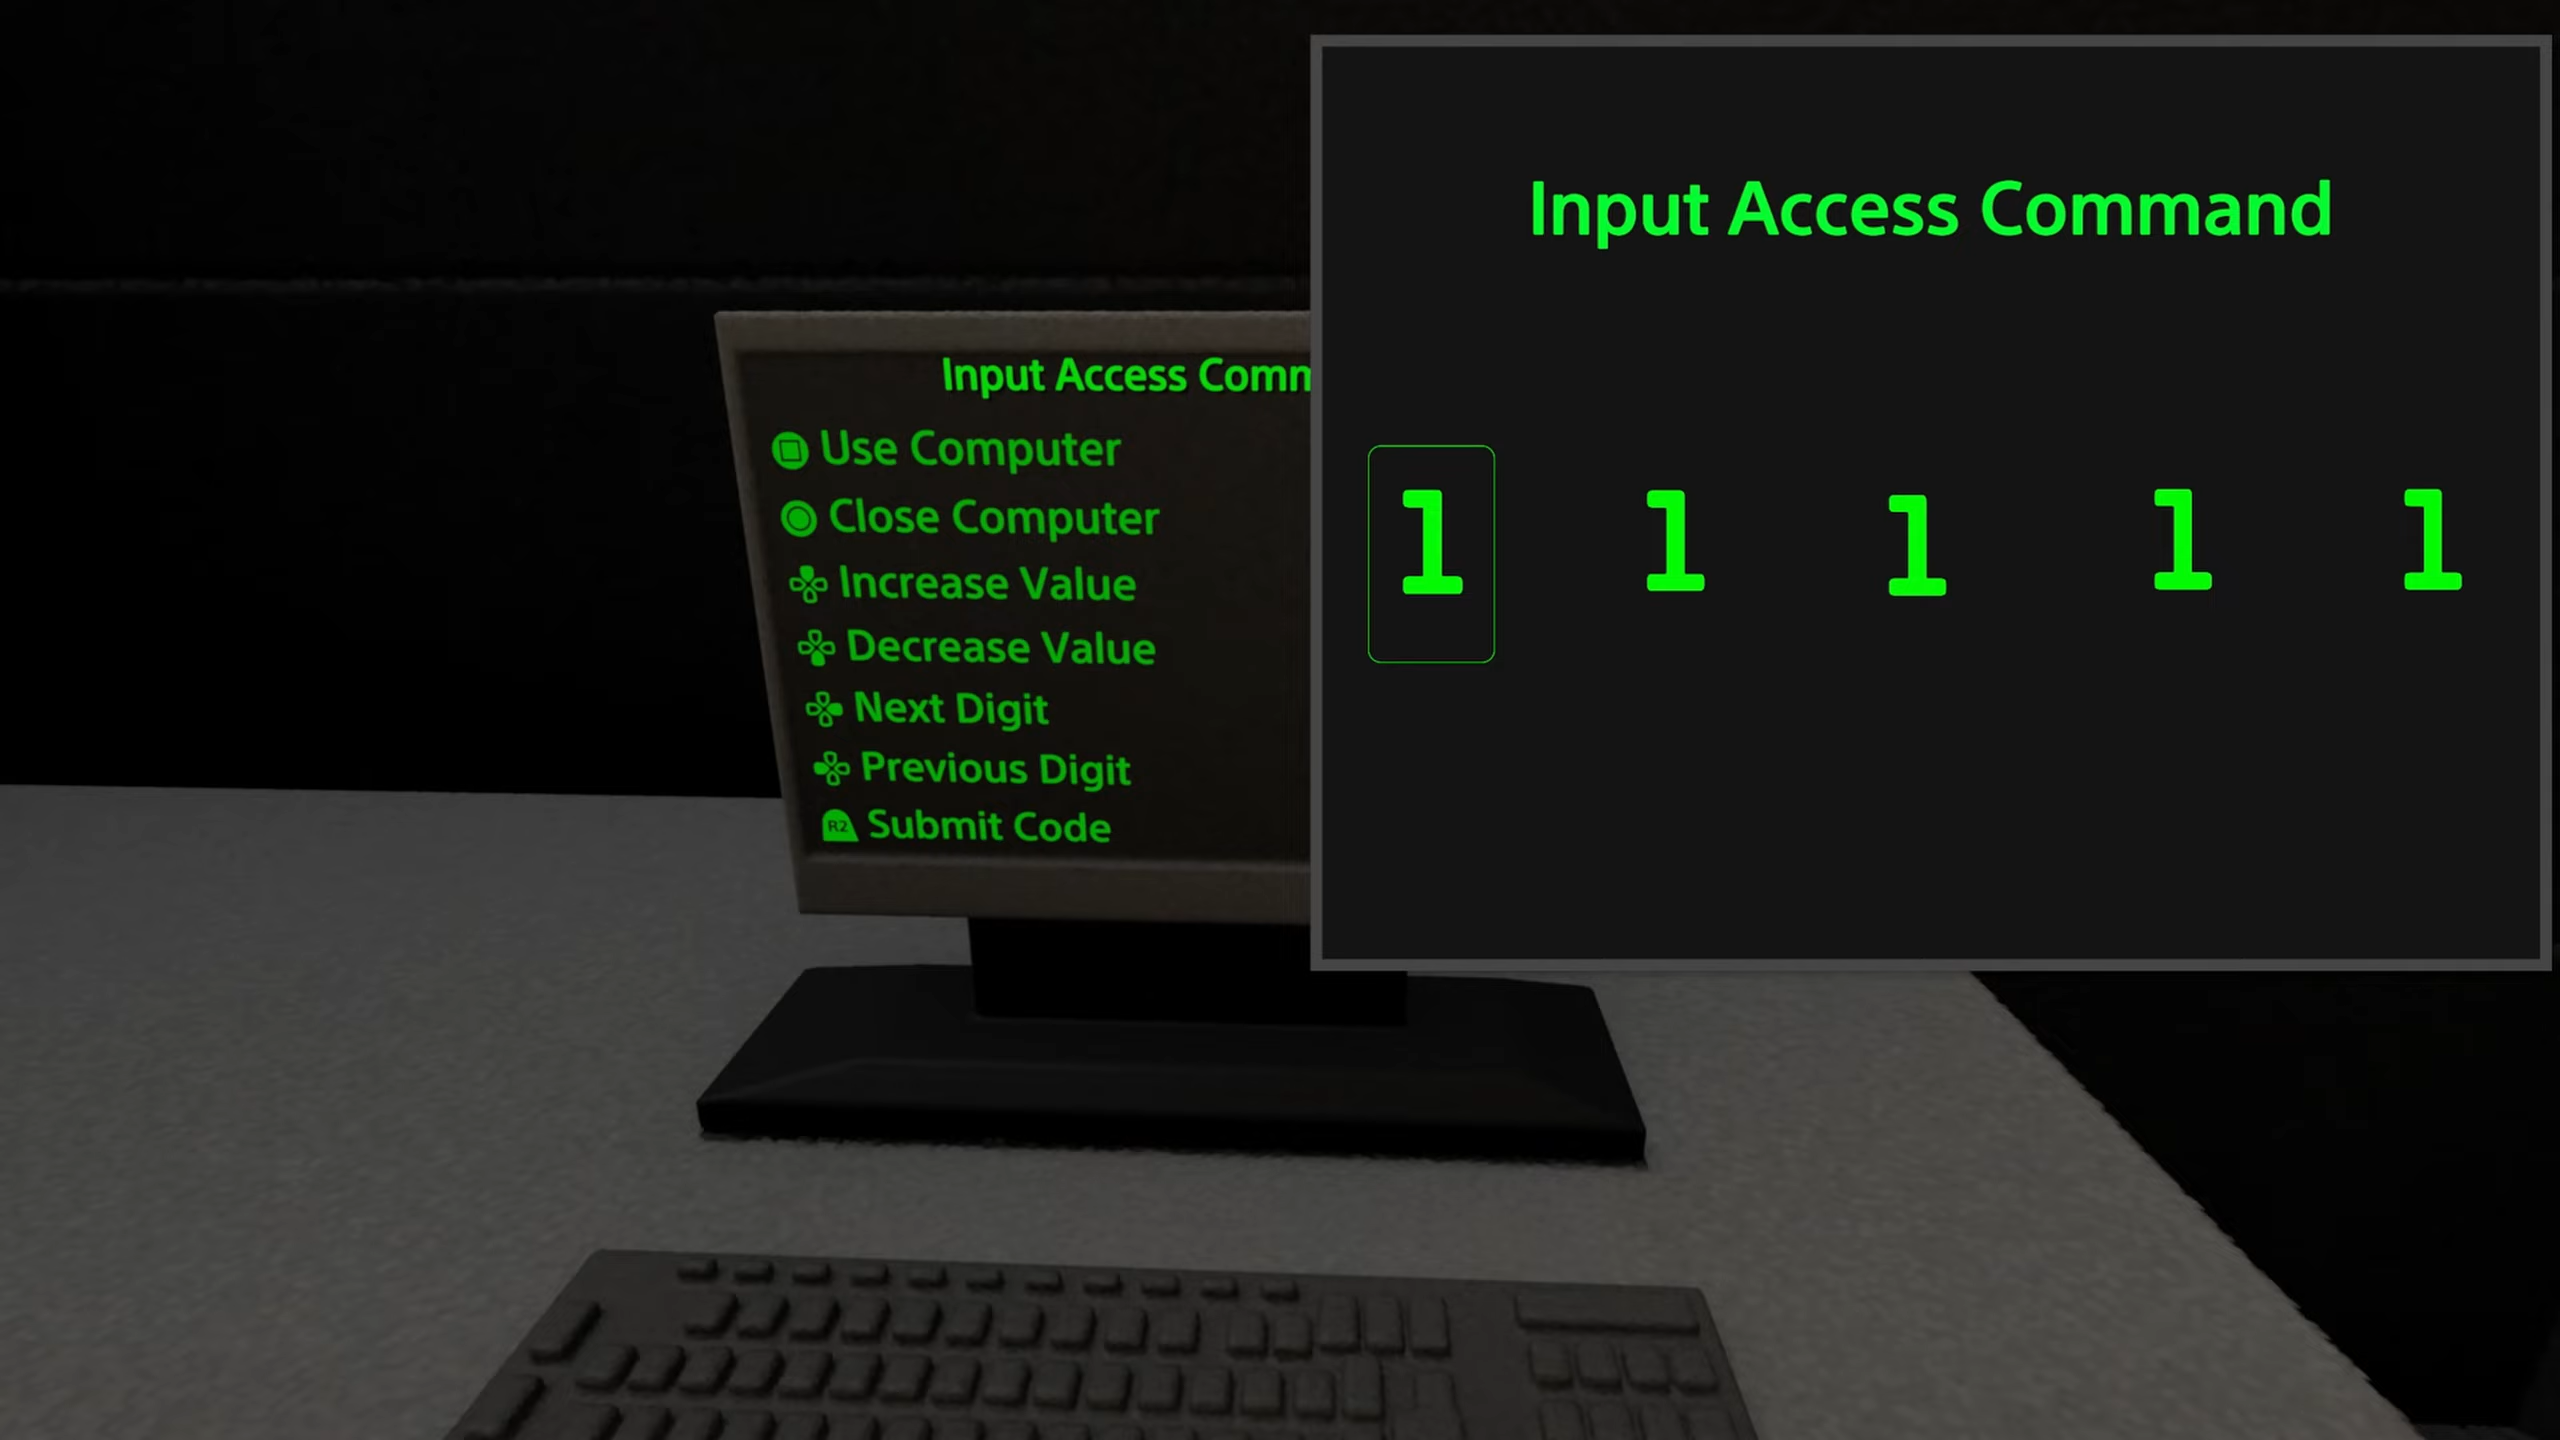 Input Access Comm
Use Computer
Close Computer
Increase Value
Decrease Value
Next Digit
Previous Digit
R2 Submit Code
Input Access Command
1 1 1 1 1